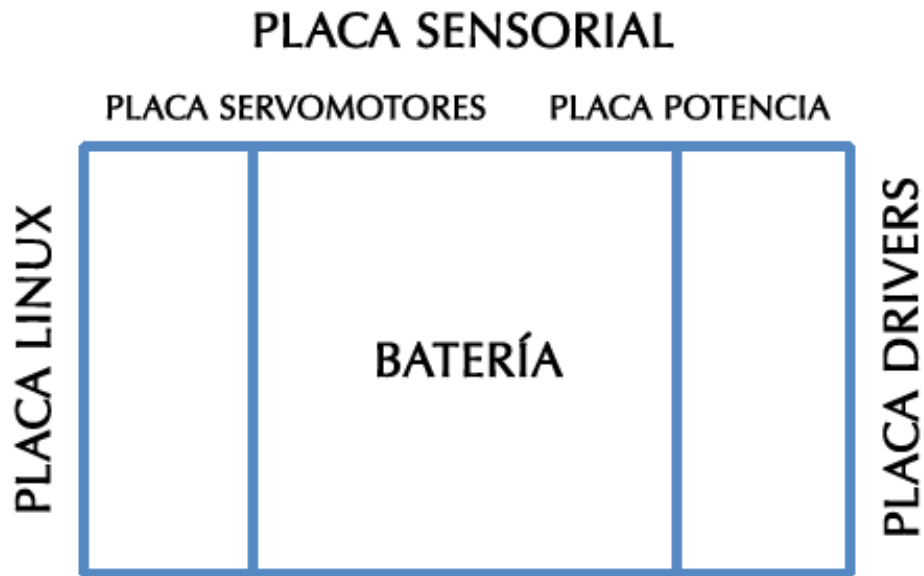 PLACA SENSORIAL
PLACA SERVOMOTORES
PLACA POTENCIA
PLACA LINUX
BATERÍA
PLACA DRIVERS